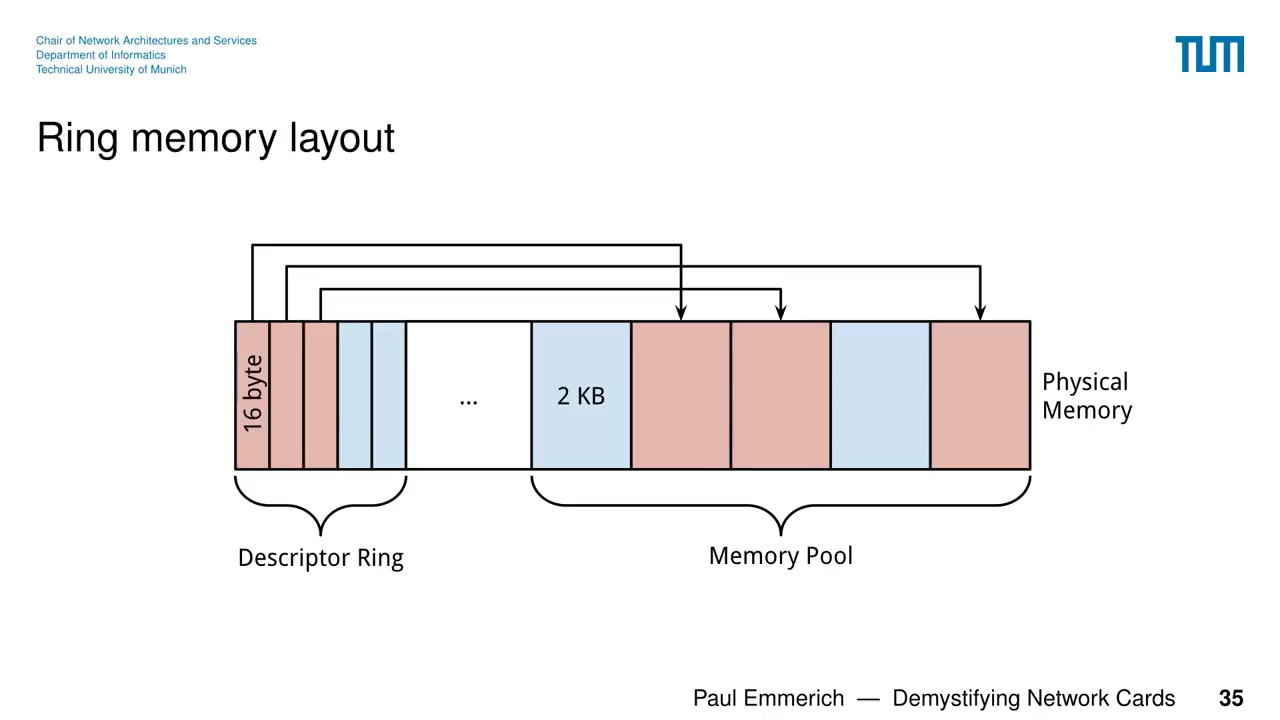 Chair of Network Architectures and Services
Department of Informatics
Technical University of Munich
TUM
Ring memory layout
16 byte
...
2 KB
Physical
Memory
Descriptor Ring
Memory Pool
Paul Emmerich — Demystifying Network Cards
35